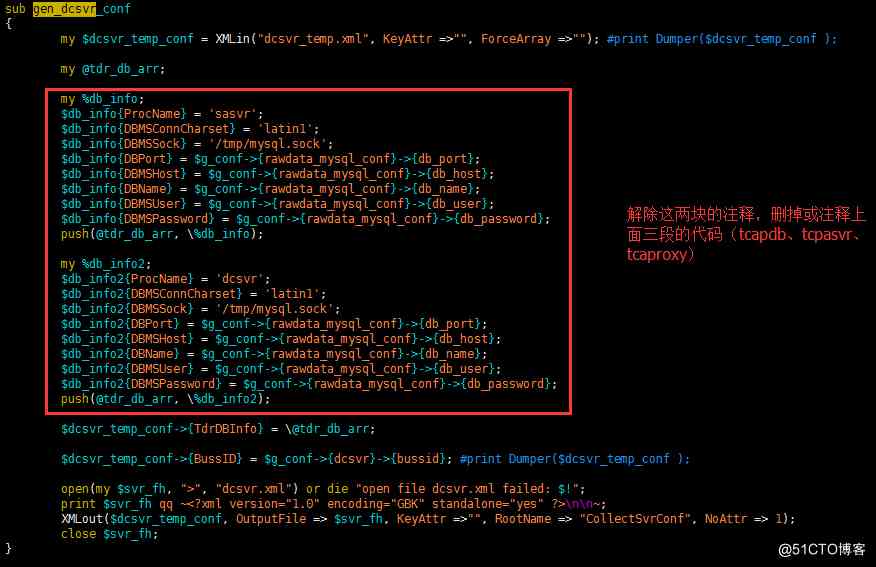 sub gen_dcsvr_conf
{
my $dcsvr_temp_conf = XMLin("dcsvr_temp.xml", KeyAttr =>"", ForceArray =>""); #print Dumper($dcsvr_temp_conf );
my @tdr_db_arr;
my %db_info;
$db_info{ProcName} = 'sasvr';
$db_info{DBMSConnCharset} = 'latin1';
$db_info{DBMSSock} = '/tmp/mysql.sock';
$db_info{DBPort} = $g_conf->{rawdata_mysql_conf}->{db_port};
$db_info{DBMSHost} = $g_conf->{rawdata_mysql_conf}->{db_host};
$db_info{DBName} = $g_conf->{rawdata_mysql_conf}->{db_name};
$db_info{DBMSUser} = $g_conf->{rawdata_mysql_conf}->{db_user};
$db_info{DBMSPassword} = $g_conf->{rawdata_mysql_conf}->{db_password};
push(@tdr_db_arr, \%db_info);
my %db_info2;
$db_info2{ProcName} = 'dcsvr';
$db_info2{DBMSConnCharset} = 'latin1';
$db_info2{DBMSSock} = '/tmp/mysql.sock';
$db_info2{DBPort} = $g_conf->{rawdata_mysql_conf}->{db_port};
$db_info2{DBMSHost} = $g_conf->{rawdata_mysql_conf}->{db_host};
$db_info2{DBName} = $g_conf->{rawdata_mysql_conf}->{db_name};
$db_info2{DBMSUser} = $g_conf->{rawdata_mysql_conf}->{db_user};
$db_info2{DBMSPassword} = $g_conf->{rawdata_mysql_conf}->{db_password};
push(@tdr_db_arr, \%db_info2);
解除这两块的注释，删掉或注释上
面三段的代码（tcapdb、tcpasvr、
tcaproxy）
$dcsvr_temp_conf->{TdrDBInfo} = \@tdr_db_arr;
$dcsvr_temp_conf->{BussID} = $g_conf->{dcsvr}->{bussid}; #print Dumper($dcsvr_temp_conf );
open(my $svr_fh, ">", "dcsvr.xml") or die "open file dcsvr.xml failed: $!";
print $svr_fh qq ~<?xml version="1.0" encoding="GBK" standalone="yes" ?>\n\n~;
XMLout($dcsvr_temp_conf, OutputFile => $svr_fh, KeyAttr =>"", RootName => "CollectSvrConf", NoAttr => 1);
close $svr_fh;
}
@51CTO博客